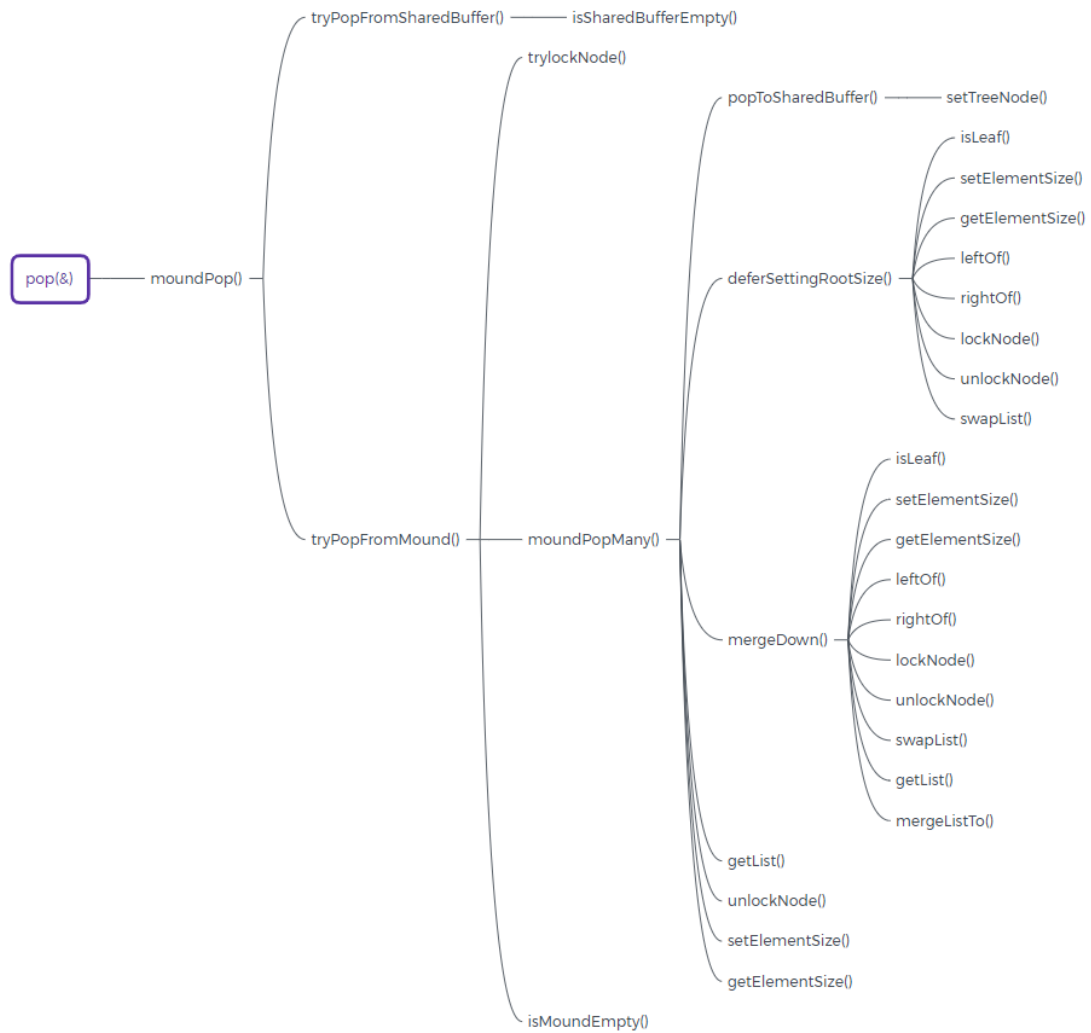 tryPopFromSharedBuffer()
isSharedBufferEmpty()
trylockNode()
popToSharedBuffer()
setTreeNode()
isLeaf()
setElementSize()
getElementSize()
leftOf()
pop(&)
moundPop()
deferSettingRootSize()
rightOf()
lockNode()
unlockNode()
swapList()
isLeaf()
setElementSize()
tryPopFromMound()
moundPopMany()
getElementSize()
leftOf()
rightOf()
mergeDown()
lockNode()
unlockNode()
swapList()
getList()
mergeListTo()
getList()
unlockNode()
setElementSize()
getElementSize()
isMoundEmpty()